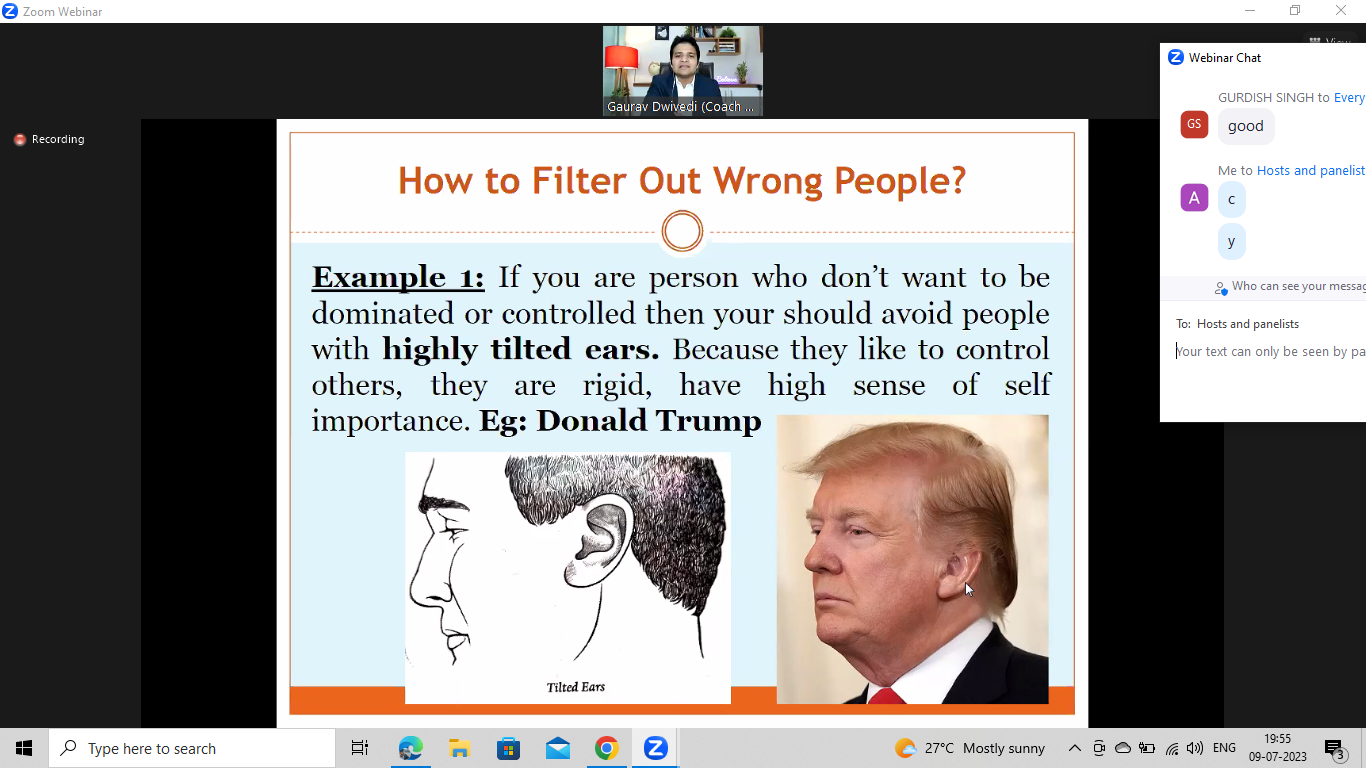 Zoom Webinar
View
Gaurav Dwivedi (Coach ...
Recording
How to Filter Out Wrong People?
Example 1: If you are person who don't want to be
dominated or controlled then your should avoid people
with highly tilted ears. Because they like to control
others, they are rigid, have high sense of self
importance. Eg: Donald Trump
Tilted Ears
Webinar Chat
GURDISH SINGH to Every
GS
good
Me to Hosts and panelist
A
c
y
Who can see your messag
To: Hosts and panelists
Your text can only be seen by pa
Type here to search
27°C Mostly sunny
ENG
19:55
09-07-2023
3